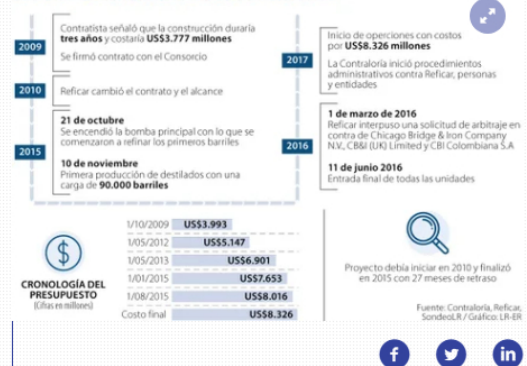 2009
Contratista señaló que la construcción duraría
tres años y costaría US$3.777 millones
Se firmó contrato con el Consorcio
2010
Reficar cambió el contrato y el alcance
2015
21 de octubre
Se encendió la bomba principal con lo que se
comenzaron a refinar los primeros barriles
10 de noviembre
Primera producción de destilados con una
carga de 90.000 barriles
2017
Inicio de operciones con costos
por US$8.326 millones
La Contraloría inició procedimientos
administrativos contra Reficar, personas
y entidades
2016
1 de marzo de 2016
Reficar interpuso una solicitud de arbitraje en
contra de Chicago Bridge & Iron Company
N.V., CB&I (UK) Limited y CBI Colombiana S.A
11 de junio 2016
Entrada final de todas las unidades
$
CRONOLOGÍA DEL
PRESUPUESTO
(Cifras en millones)
1/10/2009 US$3.993
1/05/2012 US$5.147
1/05/2013 US$6.901
1/01/2015 US$7.653
1/08/2015 US$8.016
Costo final US$8.326
Proyecto debía iniciar en 2010 y finalizó
en 2015 con 27 meses de retraso
Fuente: Contraloría, Reficar,
SondeoLR / Gráfico: LR-ER
f
in